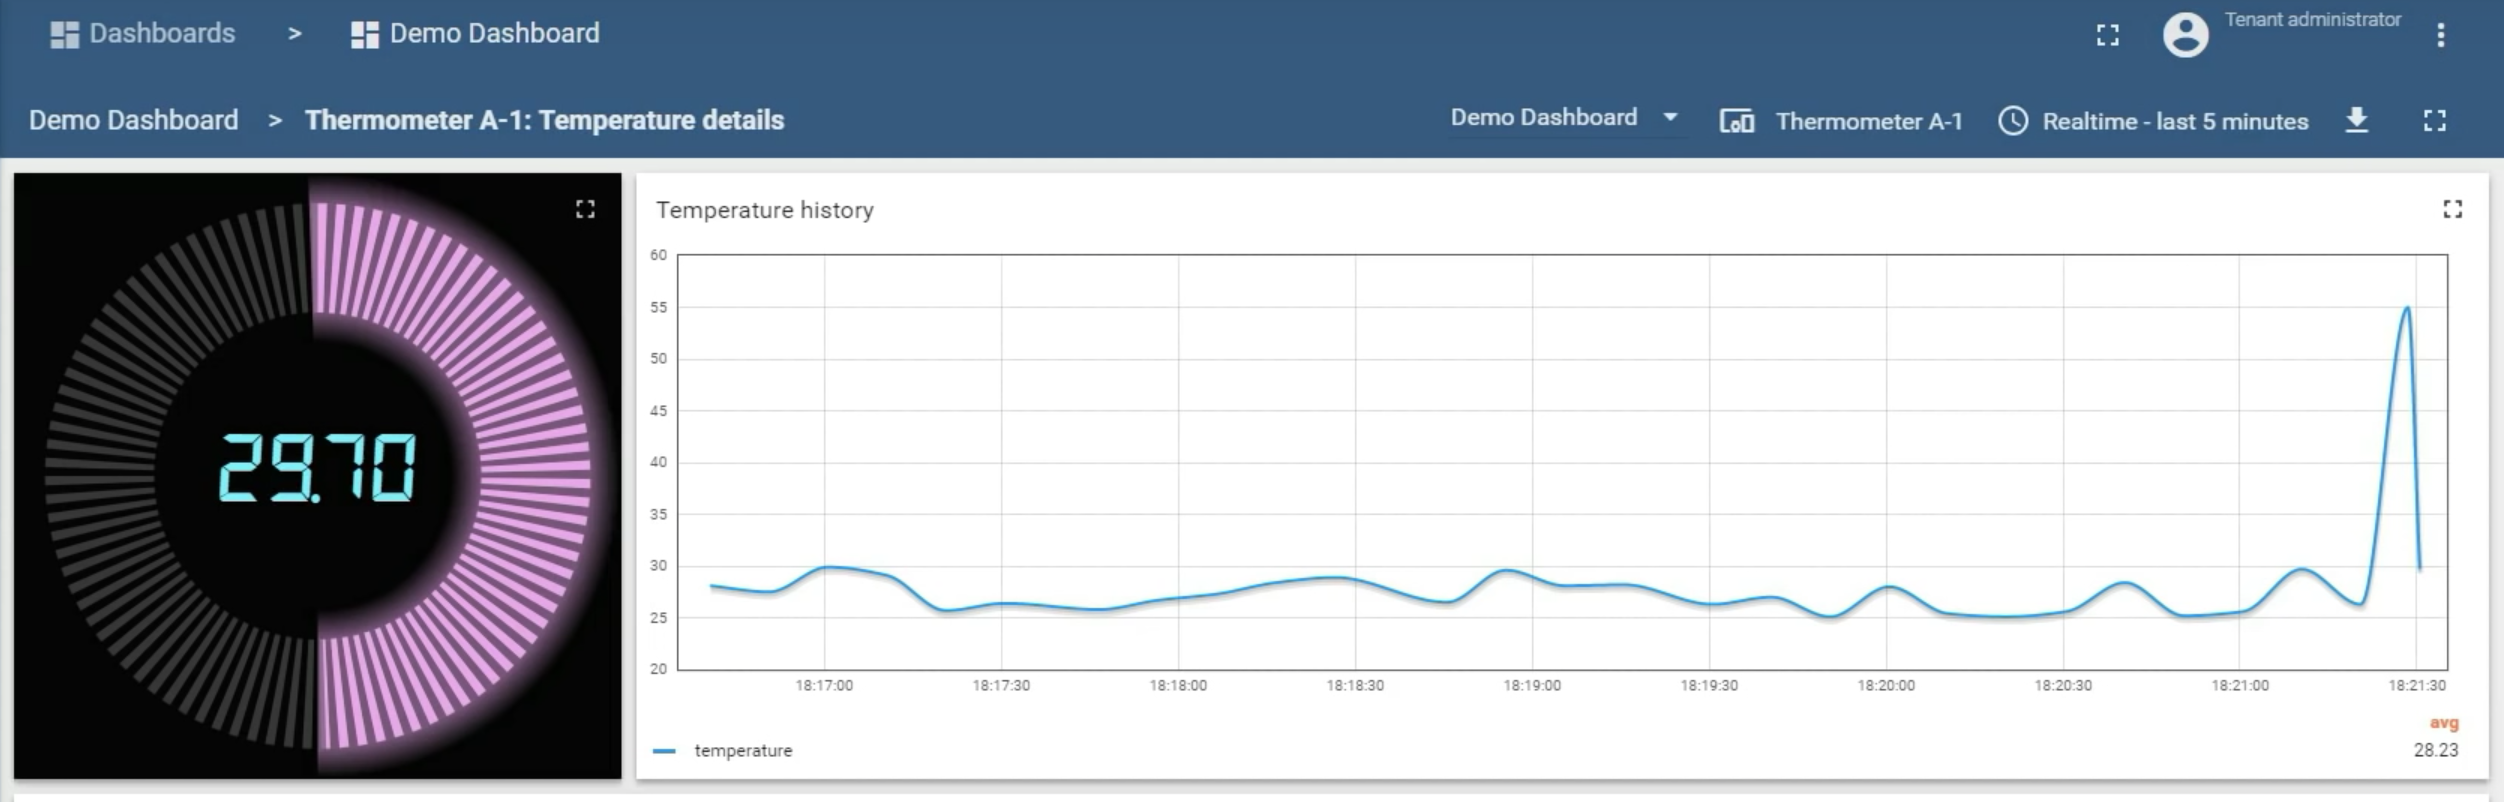 Dashboards > Demo Dashboard
Tenant administrator
Demo Dashboard > Thermometer A-1: Temperature details
Demo Dashboard
Thermometer A-1
Realtime - last 5 minutes
29.70
Temperature history
60
55
50
45
40
35
30
25
20
18:17:00 18:17:30 18:18:00 18:18:30 18:19:00 18:19:30 18:20:00 18:20:30 18:21:00 18:21:30
avg
temperature 28.23